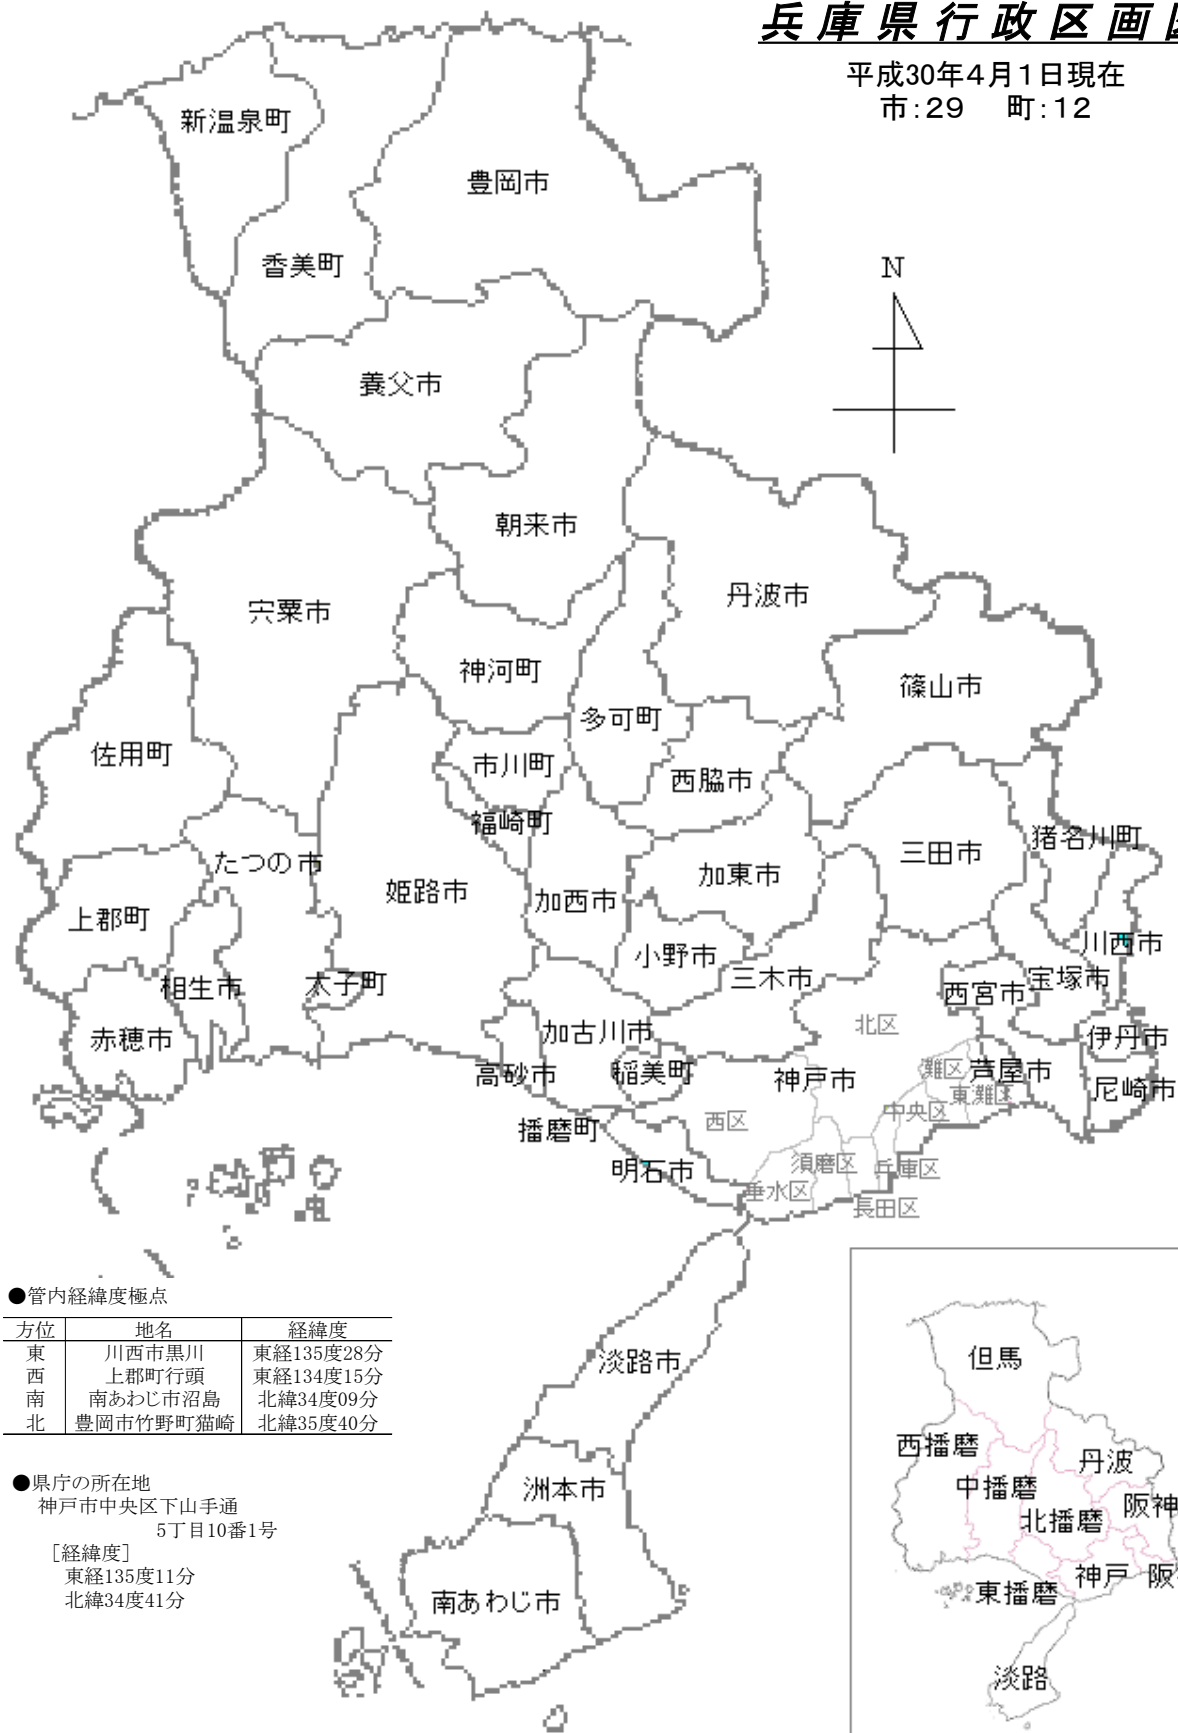 兵庫県行政区画図
平成30年4月1日現在
市:29 町:12
新温泉町
豊岡市
香美町
N
養父市
朝来市
丹波市
宍粟市
神河町
篠山市
多可町
佐用町
市川町
西脇市
福崎町
猪名川町
たつの市
三田市
加東市
姫路市
加西市
上郡町
川西市
小野市
三木市
宝塚市
相生市
太子町
西宮市
北区
赤穂市
加古川市
伊丹市
高砂市
稲美町
神戸市
灘区
芦屋市
東灘区
尼崎市
中央区
播磨町
西区
明石市
須磨区
兵庫区
垂水区
長田区
●管内経緯度極点
方位 地名 経緯度
東 川西市黒川 東経135度28分
西 上郡町行頭 東経134度15分
南 南あわじ市沼島 北緯34度09分
北 豊岡市竹野町猫崎 北緯35度40分
淡路市
洲本市
南あわじ市
●県庁の所在地
神戸市中央区下山手通
5丁目10番1号
[経緯度]
東経135度11分
北緯34度41分
但馬
西播磨
丹波
中播磨
阪神
北播磨
神戸
阪
東播磨
淡路